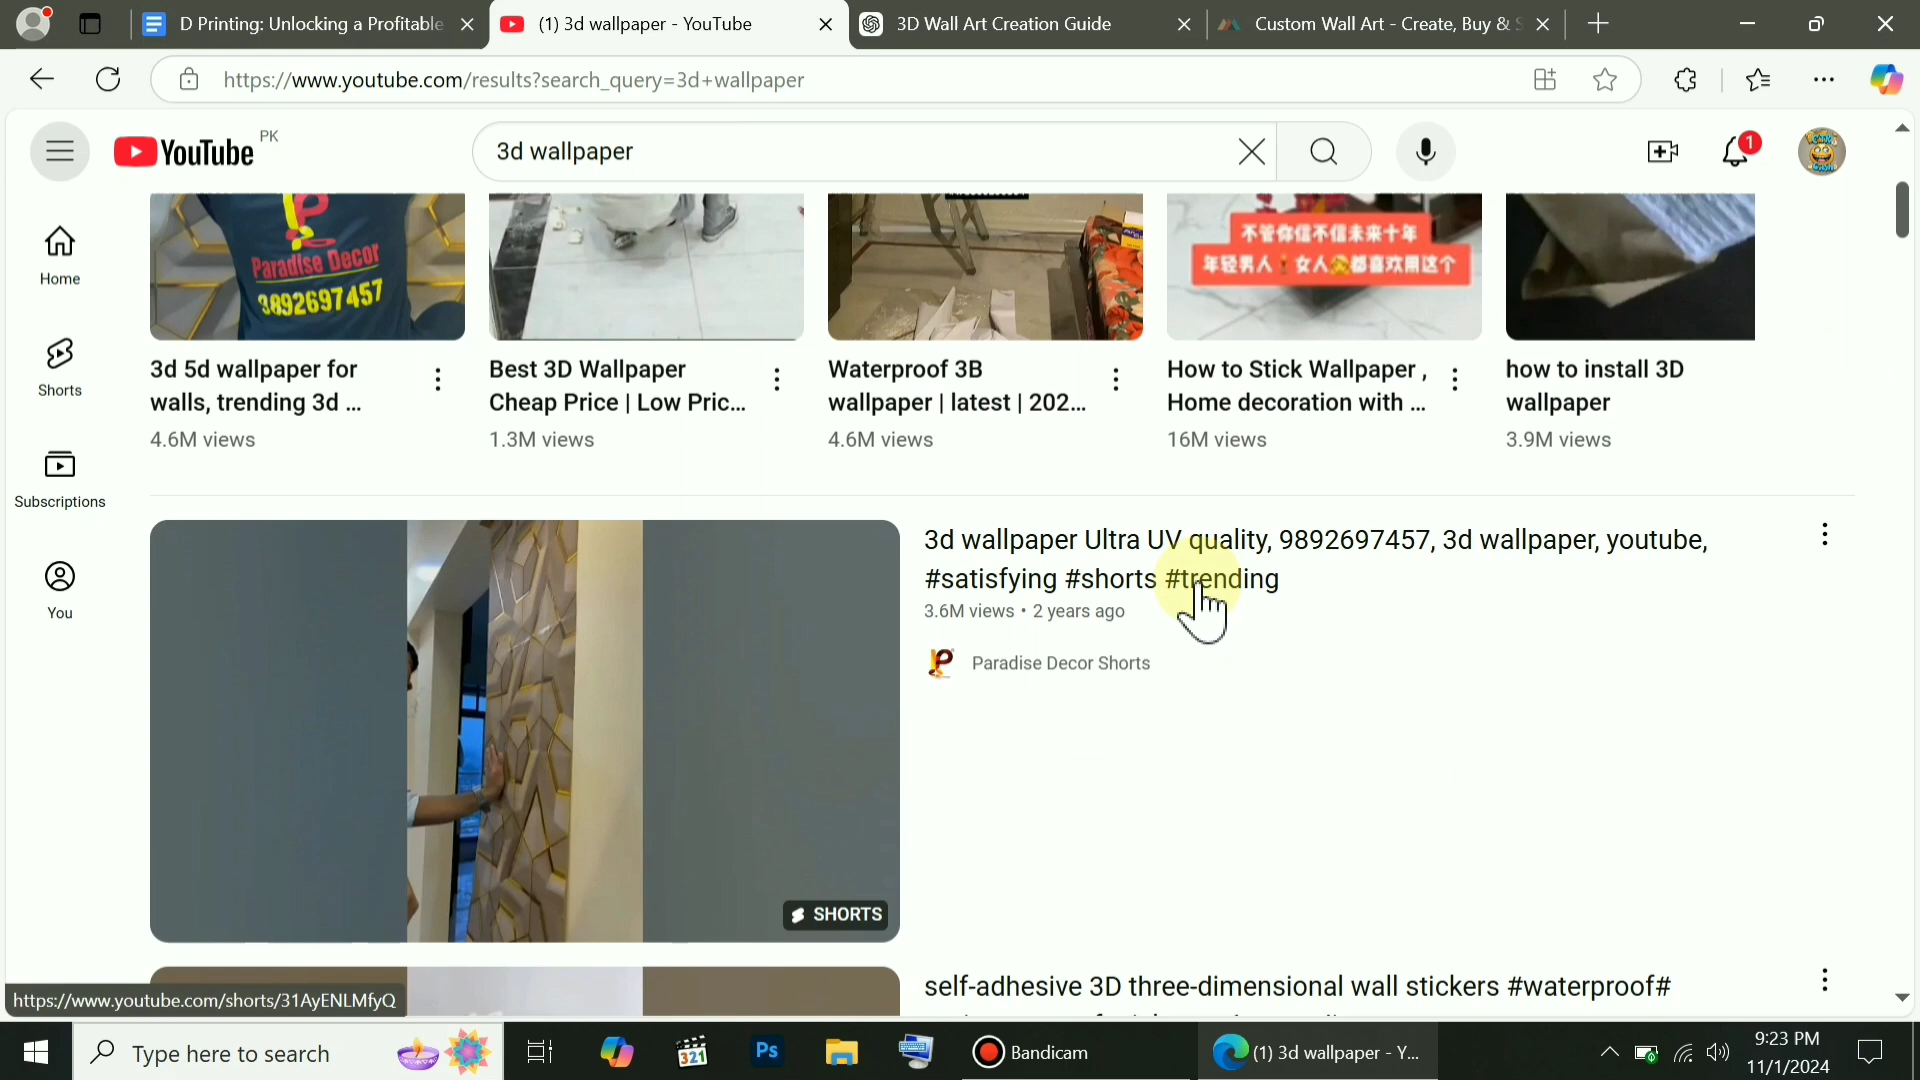 D Printing: Unlocking a Profitable
(1) 3d wallpaper - YouTube
3D Wall Art Creation Guide
Custom Wall Art - Create, Buy & S
https://www.youtube.com/results?search_query=3d+wallpaper
YouTube
PK
3d wallpaper
1
Home
Shorts
Subscriptions
You
Paradise Decor
3892697457
不管你信不信未来十年
年轻男人 女人 都喜欢用这个
3d 5d wallpaper for
walls, trending 3d ...
4.6M views
Best 3D Wallpaper
Cheap Price | Low Pric...
1.3M views
Waterproof 3B
wallpaper | latest | 202...
4.6M views
How to Stick Wallpaper ,
Home decoration with ...
16M views
how to install 3D
wallpaper
3.9M views
SHORTS
3d wallpaper Ultra UV quality, 9892697457, 3d wallpaper, youtube,
#satisfying #shorts #trending
3.6M views • 2 years ago
Paradise Decor Shorts
self-adhesive 3D three-dimensional wall stickers #waterproof#
https://www.youtube.com/shorts/31AyENLMfyQ
Type here to search
321
Ps
Bandicam
(1) 3d wallpaper - Y...
9:23 PM
11/1/2024